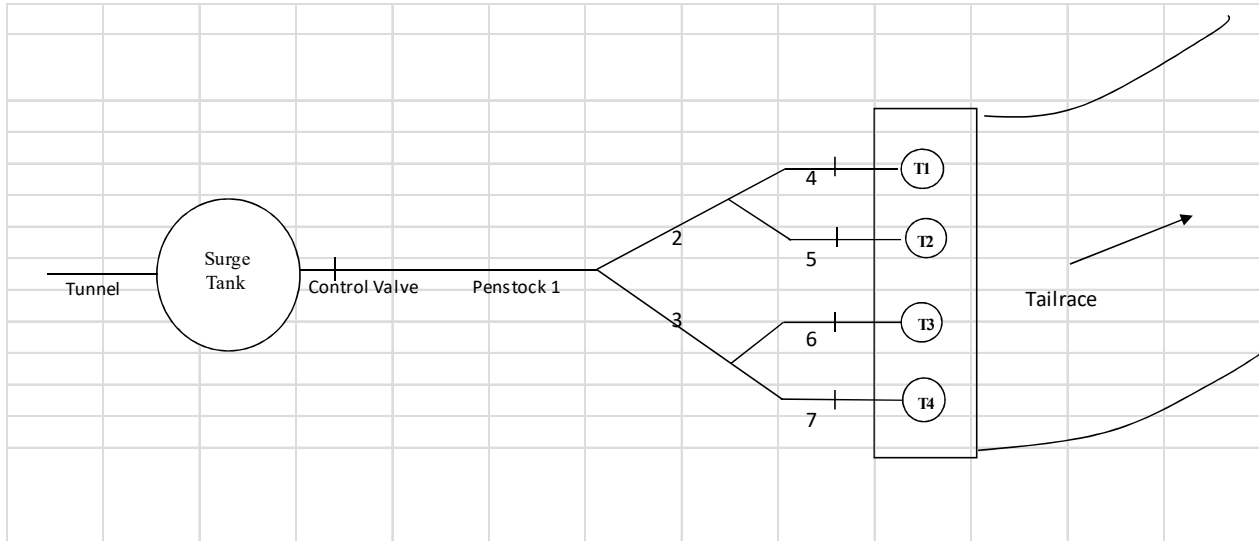 T1
4
2
T2
Surge
Tank
5
Tunnel
Control Valve
Penstock 1
Tailrace
3
T3
6
T4
7